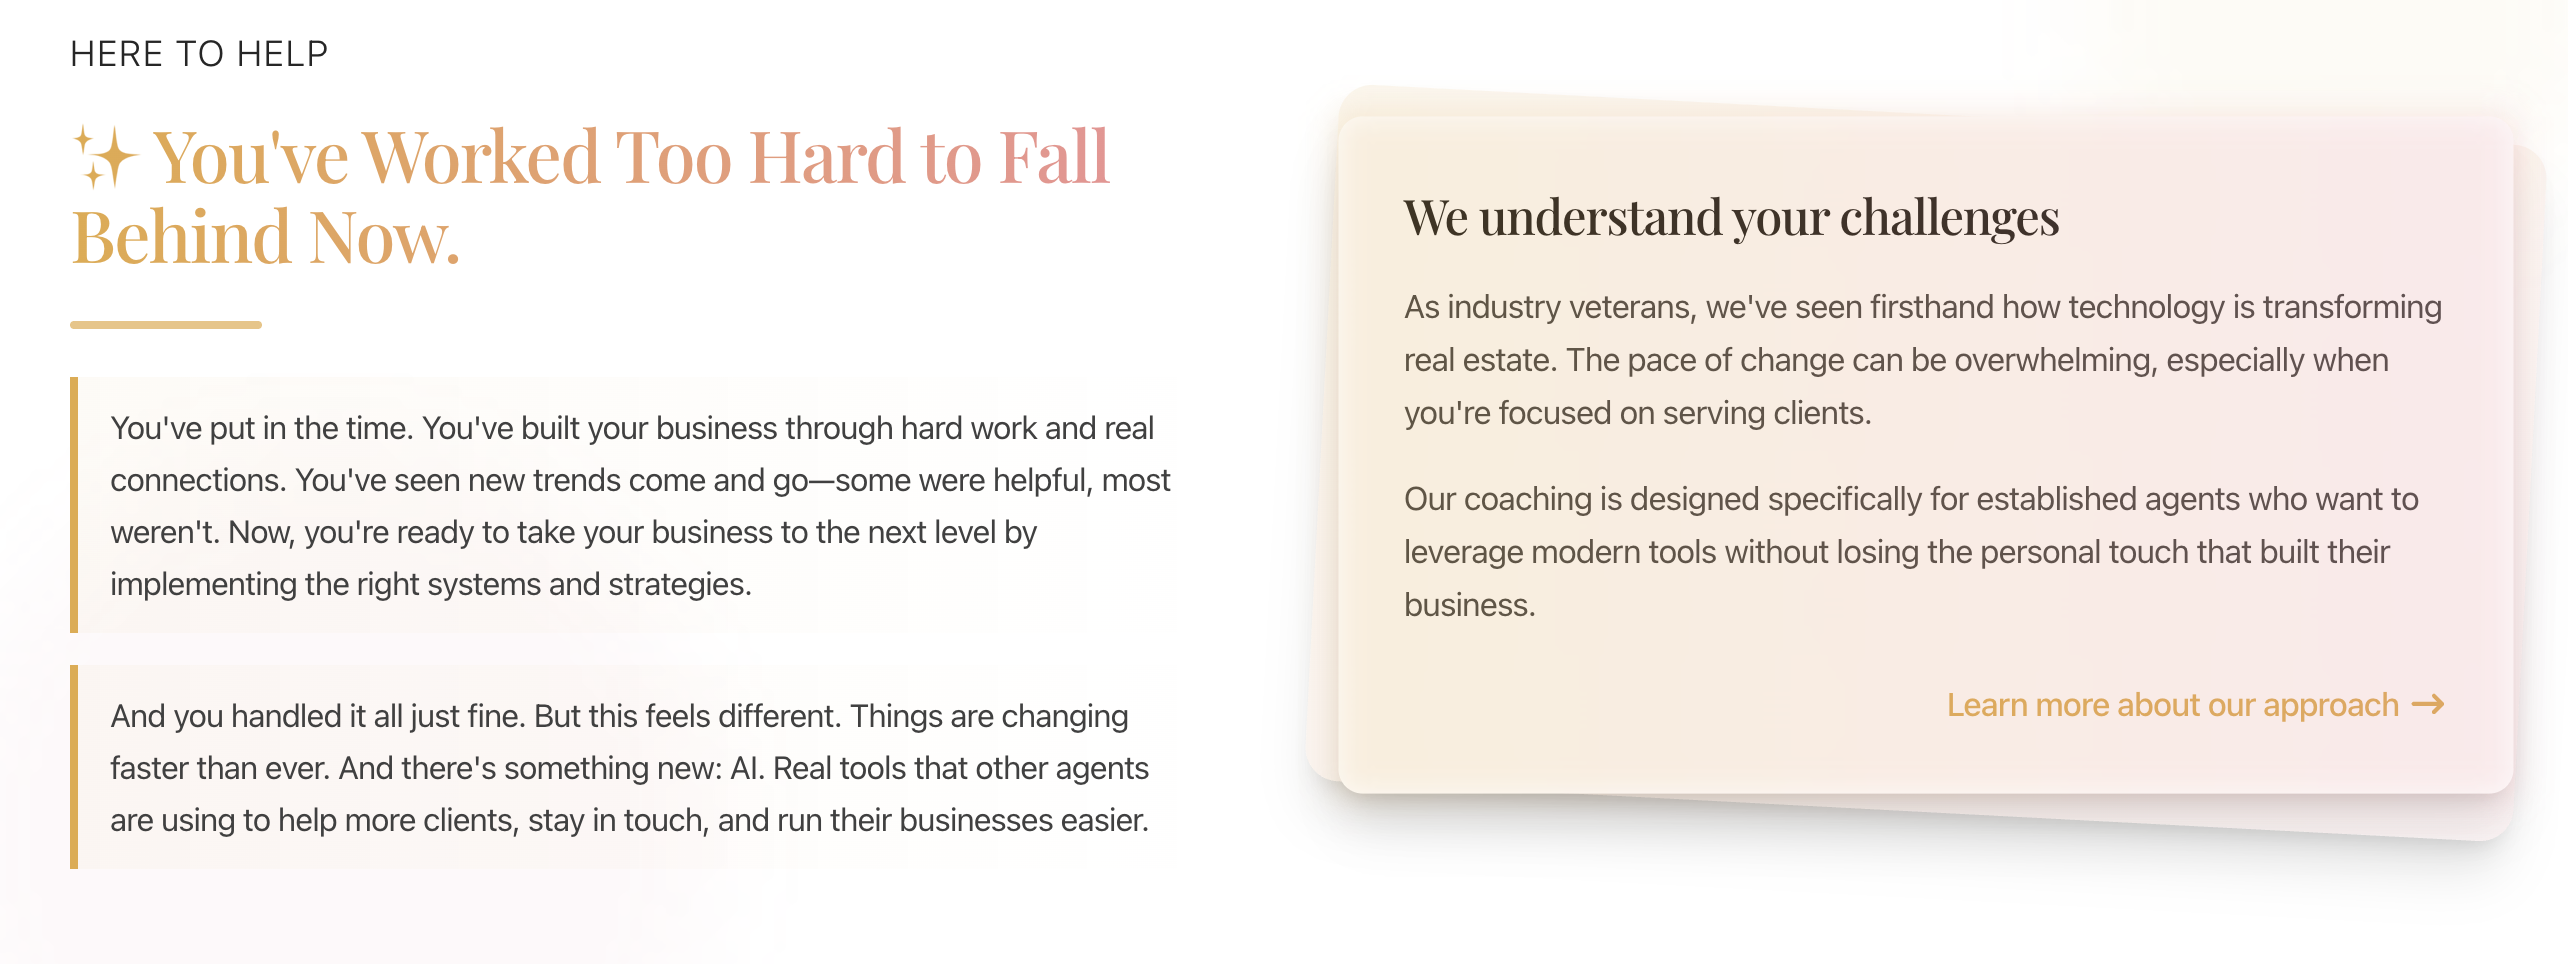 HERE TO HELP
✨ You've Worked Too Hard to Fall
Behind Now.
You've put in the time. You've built your business through hard work and real
connections. You've seen new trends come and go—some were helpful, most
weren't. Now, you're ready to take your business to the next level by
implementing the right systems and strategies.
And you handled it all just fine. But this feels different. Things are changing
faster than ever. And there's something new: AI. Real tools that other agents
are using to help more clients, stay in touch, and run their businesses easier.
We understand your challenges
As industry veterans, we've seen firsthand how technology is transforming
real estate. The pace of change can be overwhelming, especially when
you're focused on serving clients.
Our coaching is designed specifically for established agents who want to
leverage modern tools without losing the personal touch that built their
business.
Learn more about our approach →